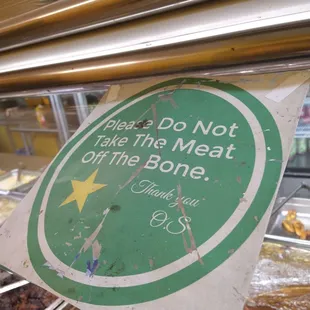 Please Do Not
Take The Meat
Off The Bone.
Thank you
O.S